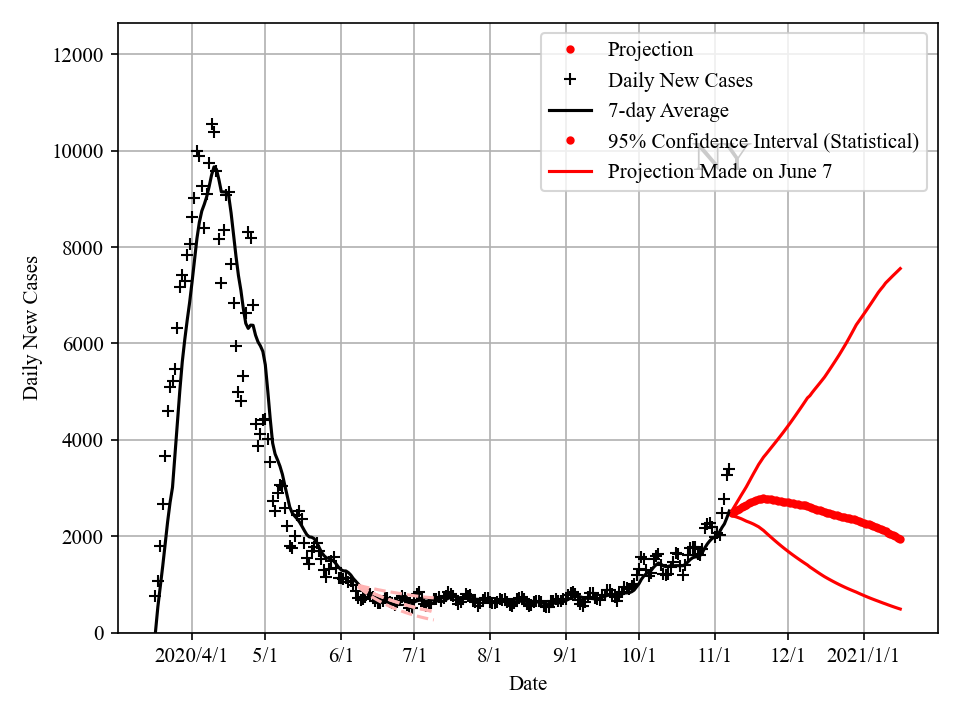 12000
10000
8000
6000
4000
2000
0
Daily New Cases
Projection
Daily New Cases
7-day Average
95% Confidence Interval (Statistical)
Projection Made on June 7
NY
2020/4/1 5/1 6/1 7/1 8/1 9/1 10/1 11/1 12/1 2021/1/1
Date